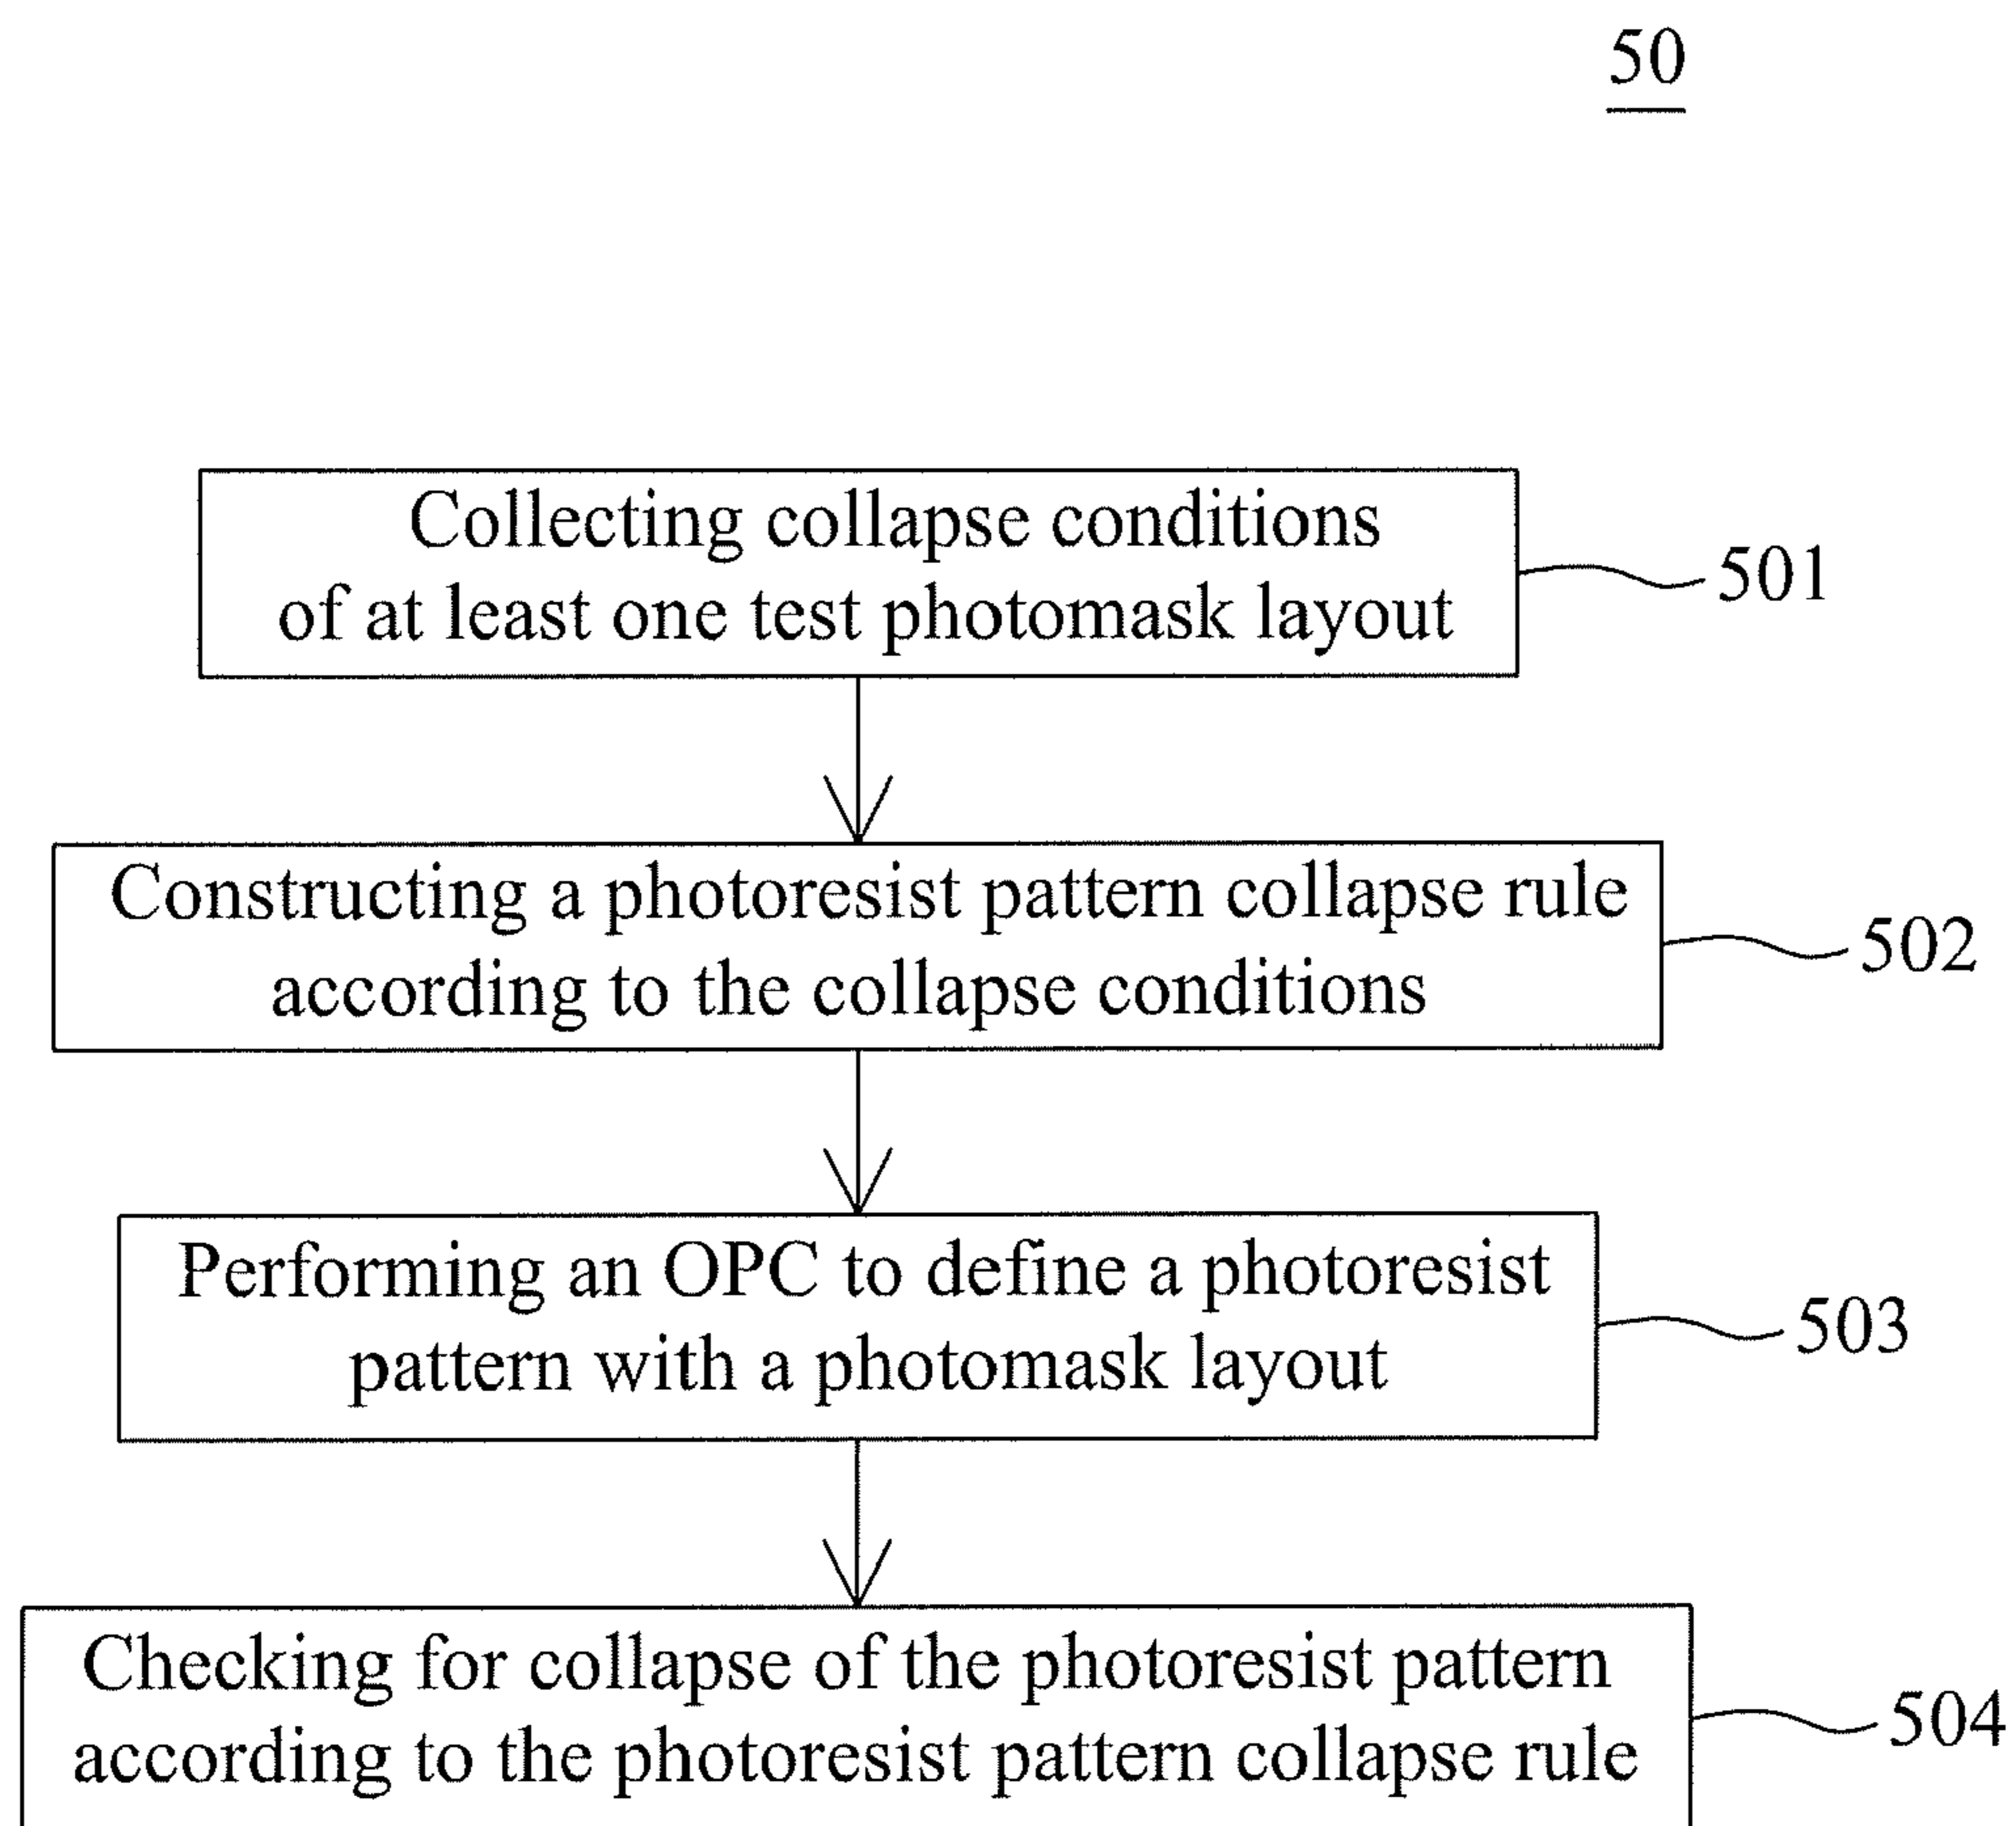 50
Collecting collapse conditions
of at least one test photomask layout
501
Constructing a photoresist pattern collapse rule
according to the collapse conditions
502
Performing an OPC to define a photoresist
pattern with a photomask layout
503
Checking for collapse of the photoresist pattern
according to the photoresist pattern collapse rule
504